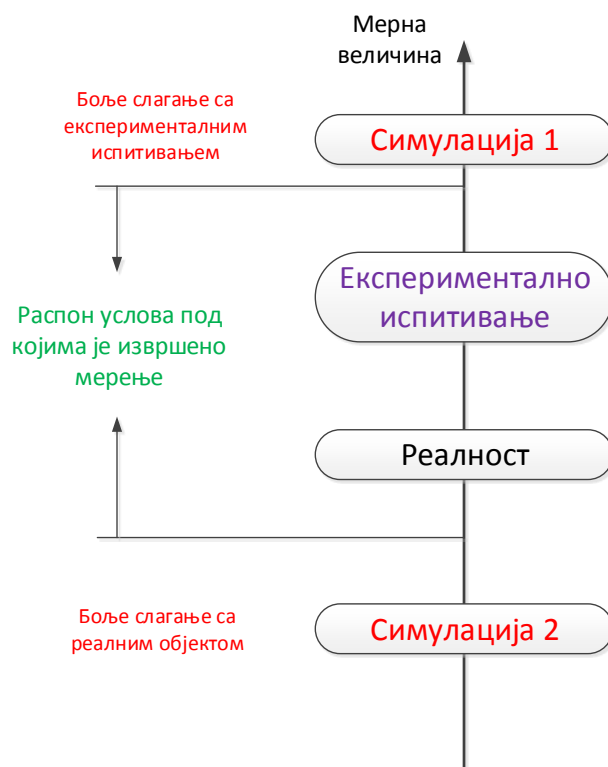 Мерна
величина
Боље слагање са
експерименталним
испитивањем
Симулација 1
Експериментално
испитивање
Распон услова под
којима је извршено
мерење
Реалност
Боље слагање са
реалним објектом
Симулација 2